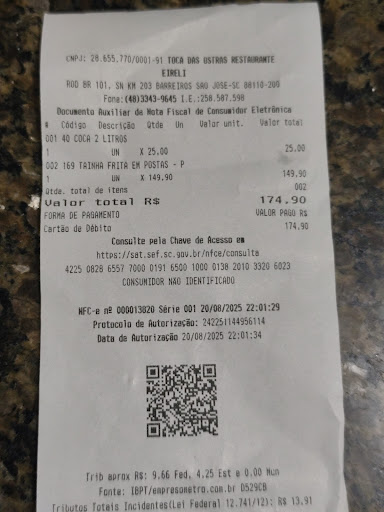 CNPJ: 28.655.770/0001-91 TOCA DAS OSTRAS RESTAURANTE
EIRELI
ROD BR 101, SN KM 203 BARREIROS SAO JOSE-SC 88110-200
Fone:(48)3343-9645 I.E.:258.587.598
Documento Auxiliar de Nota Fiscal de Consumidor Eletrônica
# Código Descrição Qtde Un Valor unit. Valor total
001 40 COCA 2 LITROS
1 UN X 25,00 25,00
002 169 TAINHA FRITA EM POSTAS - P
1 UN X 149.90 149.90
Qtde. total de itens 002
Valor total R$ 174.90
FORMA DE PAGAMENTO VALOR PAGO R$
Cartão de Débito 174.90
Consulte pela Chave de Acesso em
https://sat.sef.sc.gov.br/nfce/consulta
4225 0828 6557 7000 0191 6500 1000 0138 2010 3320 6023
CONSUMIDOR NÃO IDENTIFICADO
NFC-e nº 000013820 Série 001 20/08/2025 22:01:29
Protocolo de Autorização: 242251144956114
Data da Autorização 20/08/2025 22:01:34
Trib aprox R$: 9.66 Fed, 4.25 Est e 0.00 Mun
Fonte: IBPT/empresometro.com.br D529CB
Tributos Totais Incidentes(Lei Federal 12.741/12): R$ 13.91